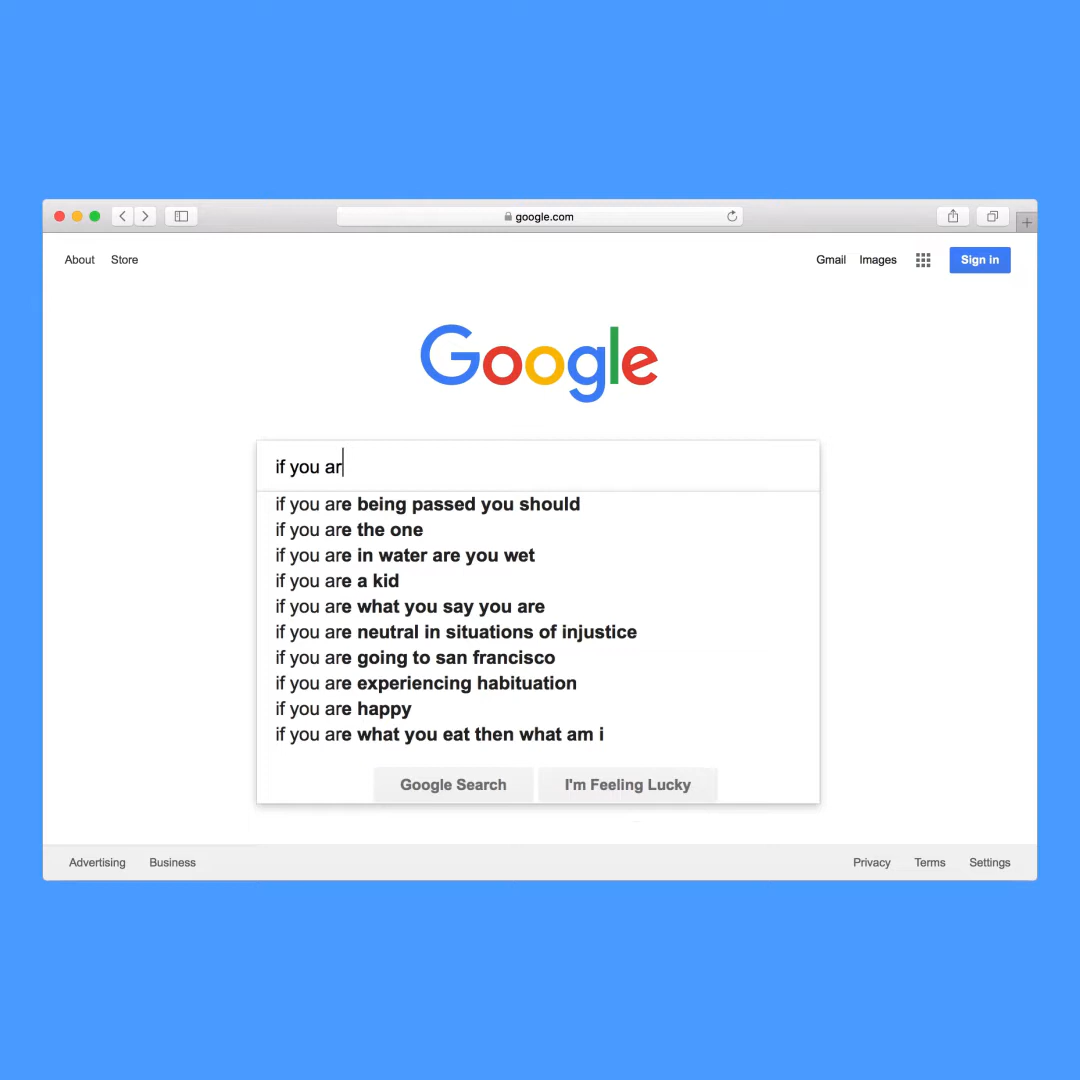 google.com
About Store Gmail Images Sign in
Google
if you ar
if you are being passed you should
if you are the one
if you are in water are you wet
if you are a kid
if you are what you say you are
if you are neutral in situations of injustice
if you are going to san francisco
if you are experiencing habituation
if you are happy
if you are what you eat then what am i
Google Search I'm Feeling Lucky
Advertising Business Privacy Terms Settings